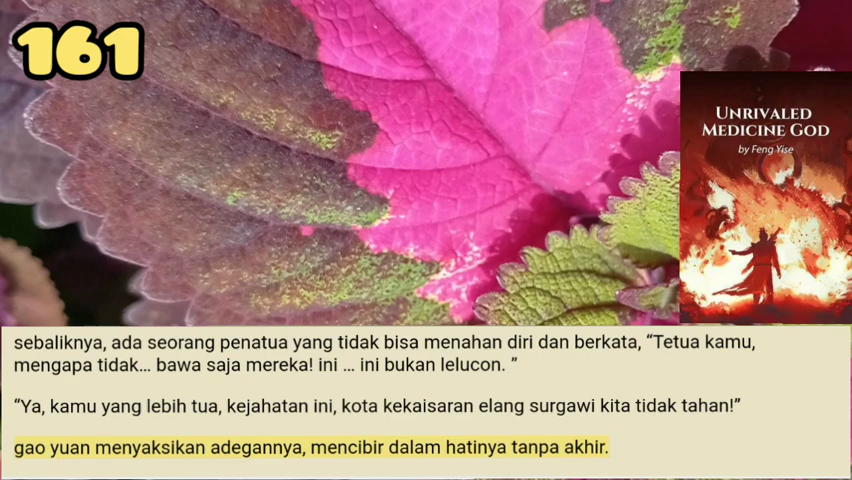 161
UNRIVALED
MEDICINE GOD
by Feng Yise
sebaliknya, ada seorang penatua yang tidak bisa menahan diri dan berkata, “Tetua kamu,
mengapa tidak… bawa saja mereka! ini … ini bukan lelucon. ”
“Ya, kamu yang lebih tua, kejahatan ini, kota kekaisaran elang surgawi kita tidak tahan!”
gao yuan menyaksikan adegannya, mencibir dalam hatinya tanpa akhir.